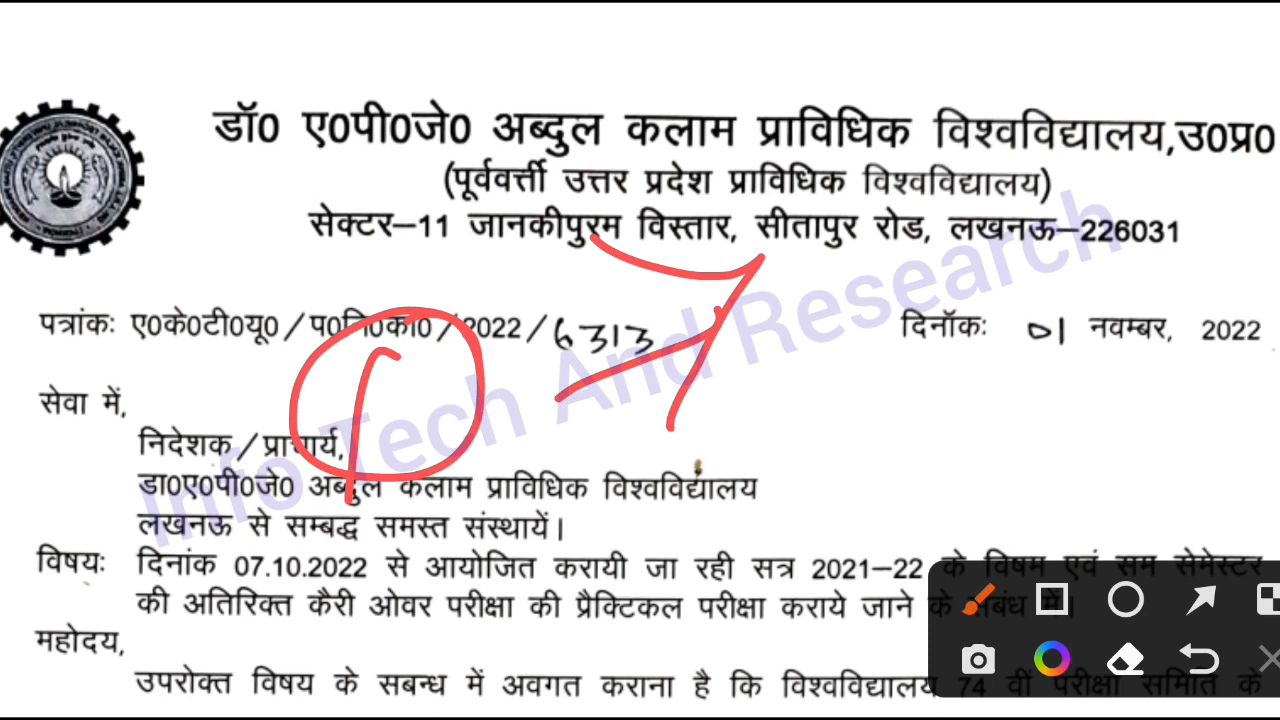 डॉ0 ए0पी0जे0 अब्दुल कलाम प्राविधिक विश्वविद्यालय,उ0प्र0
(पूर्ववर्त्ती उत्तर प्रदेश प्राविधिक विश्वविद्यालय)
सेक्टर–11 जानकीपुरम विस्तार, सीतापुर रोड, लखनऊ–226031
पत्रांकः ए0के0टी0यू0/प0नि0का0/2022/6313 दिनॉकः 01 नवम्बर, 2022
सेवा में,
निदेशक/प्राचार्य,
डा0ए0पी0जे0 अब्दुल कलाम प्राविधिक विश्वविद्यालय
लखनऊ से सम्बद्ध समस्त संस्थायें।
विषयः दिनांक 07.10.2022 से आयोजित करायी जा रही सत्र 2021–22 के विषम एवं सम सेमेस्टर
की अतिरिक्त कैरी ओवर परीक्षा की प्रैक्टिकल परीक्षा कराये जाने के संबंध में।
महोदय,
उपरोक्त विषय के सबन्ध में अवगत कराना है कि विश्वविद्यालय 74 वीं परीक्षा समिति के
Info Tech And Research